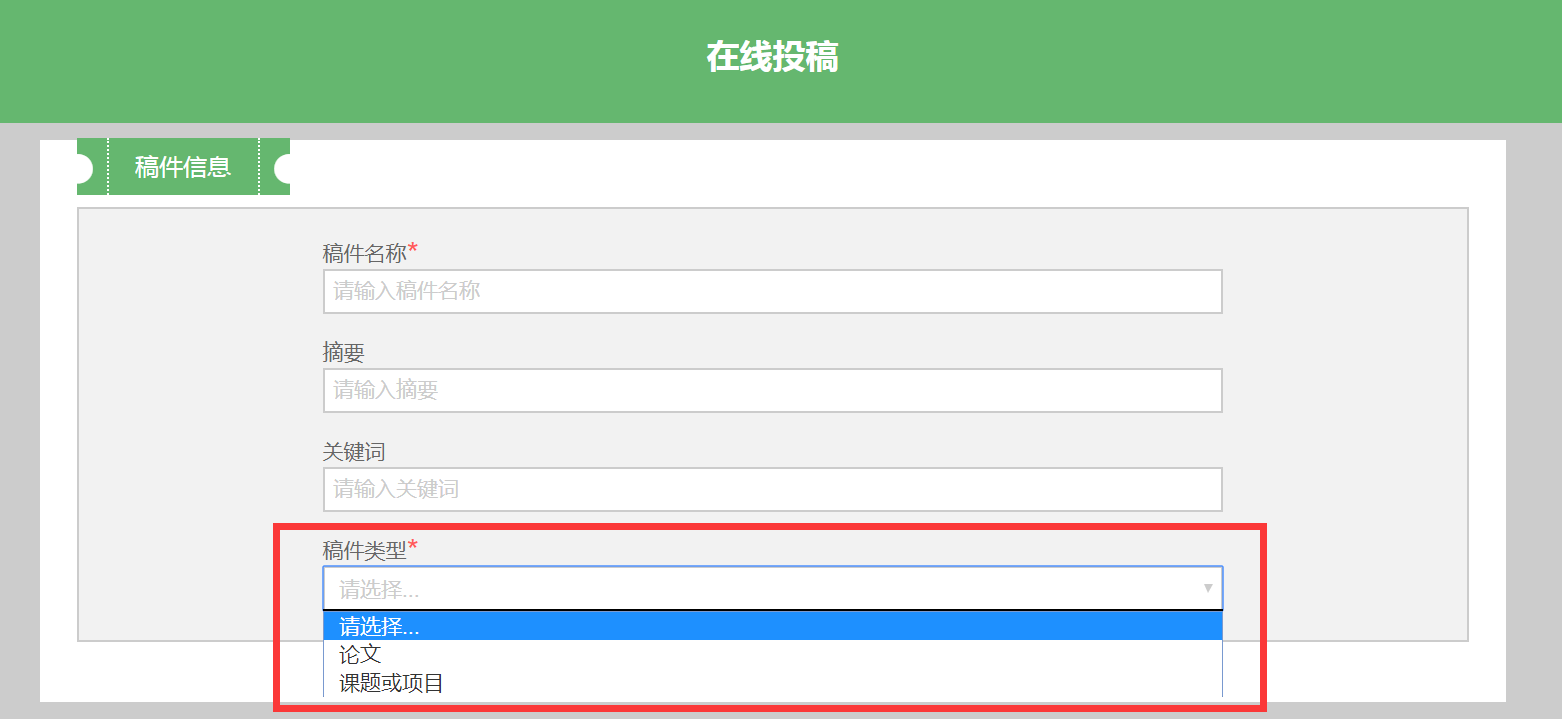 在线投稿
稿件信息
稿件名称*
请输入稿件名称
摘要
请输入摘要
关键词
请输入关键词
稿件类型*
请选择...
请选择...
论文
课题或项目